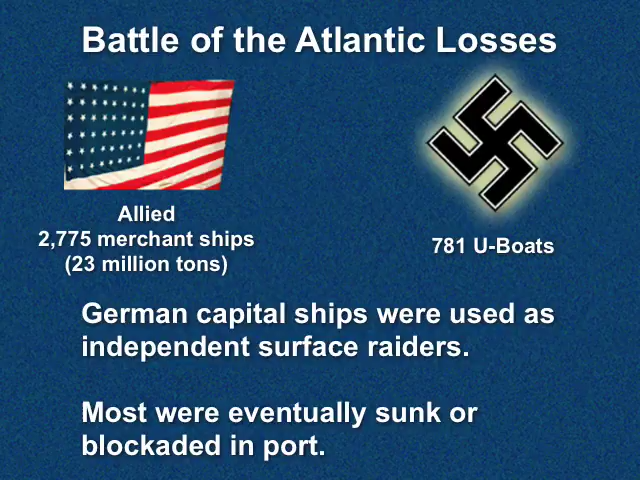 Battle of the Atlantic Losses
Allied
2,775 merchant ships
(23 million tons)
781 U-Boats
German capital ships were used as
independent surface raiders.
Most were eventually sunk or
blockaded in port.